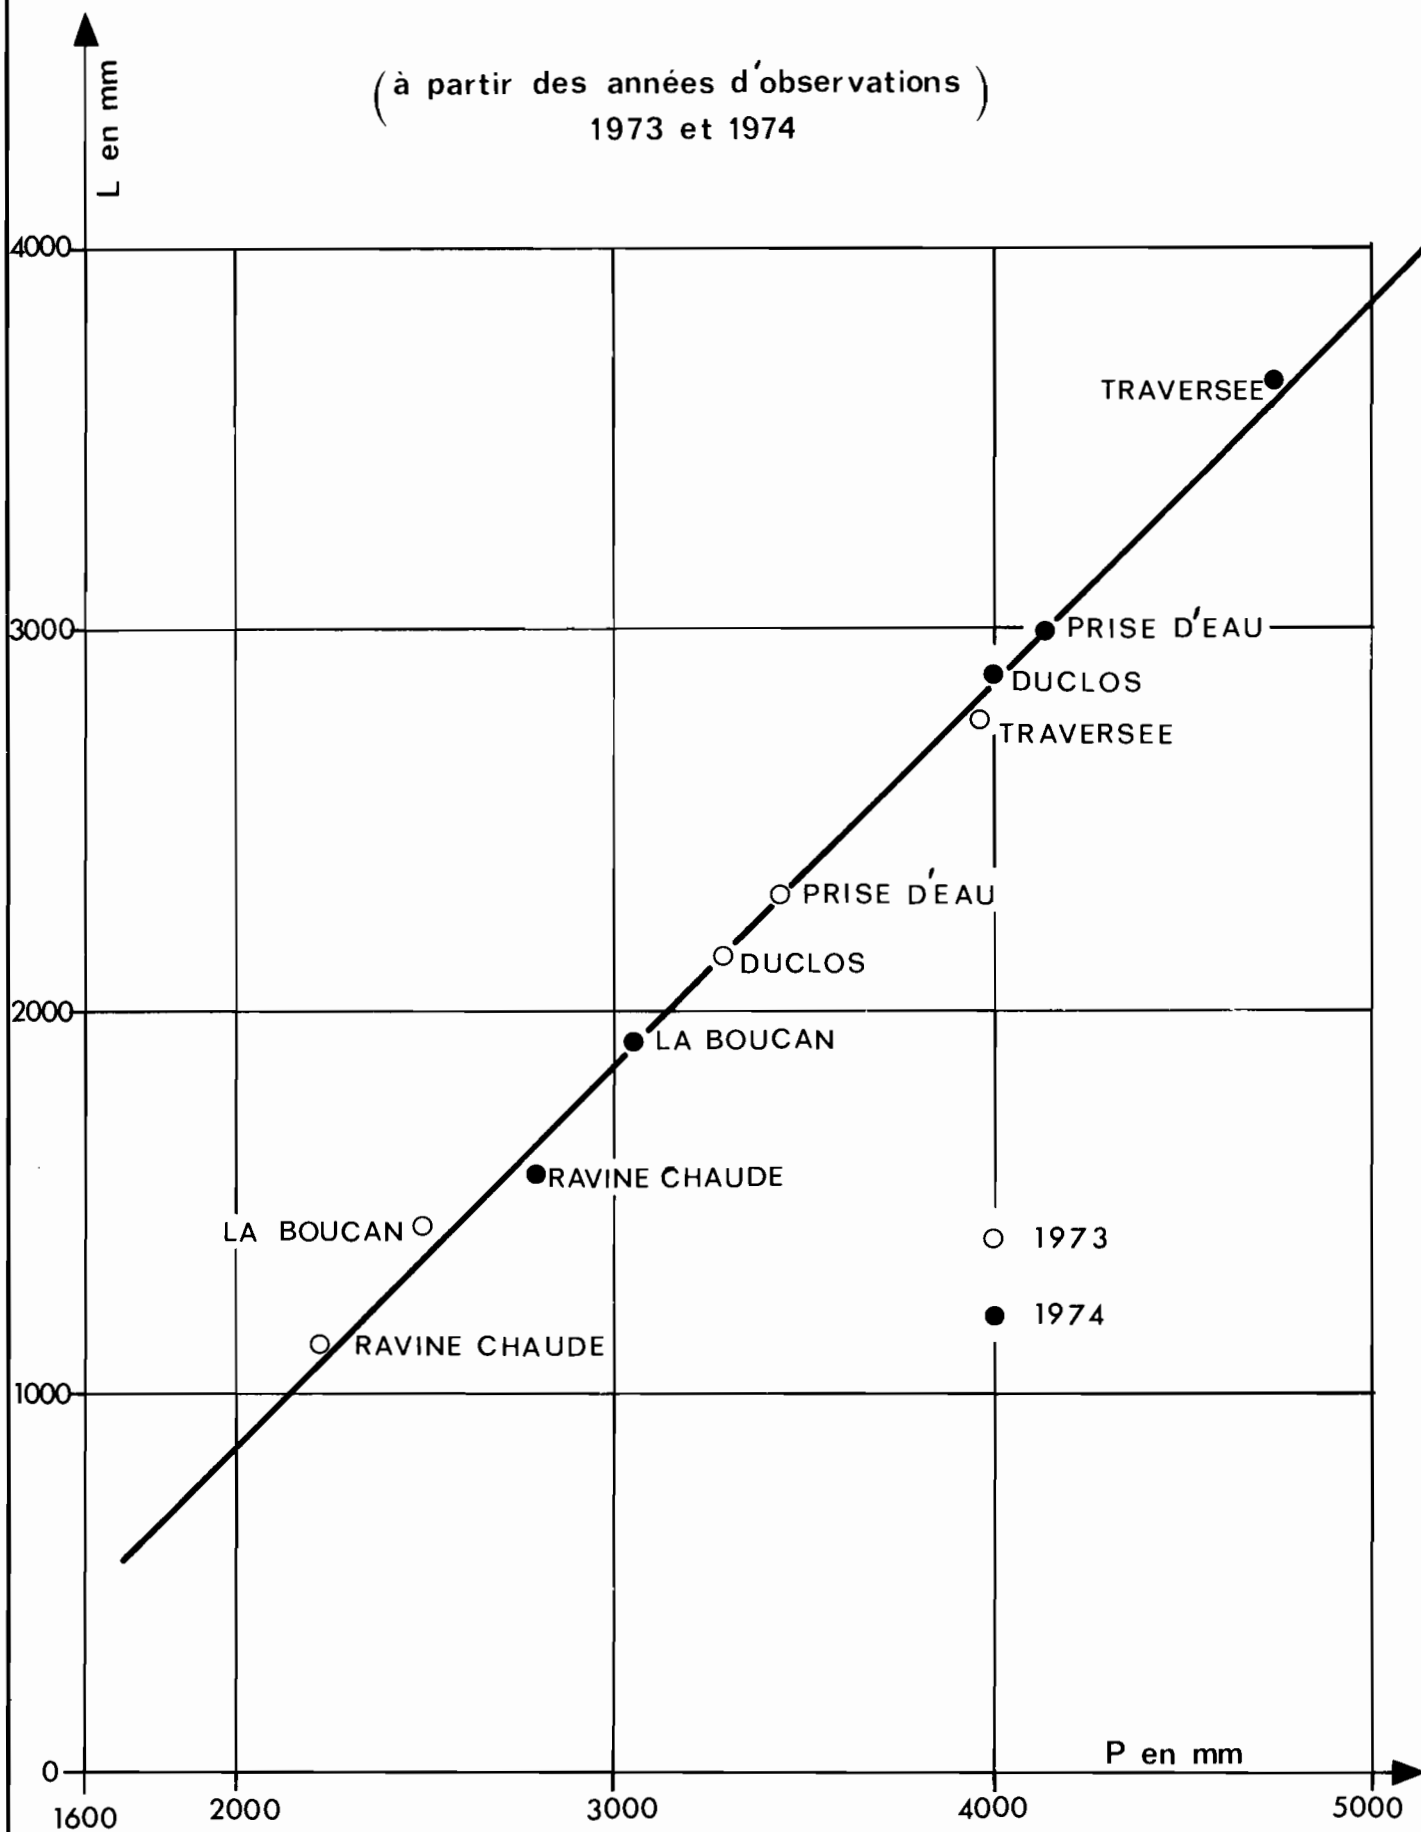 L en mm
(à partir des années d'observations)
1973 et 1974
4000
TRAVERSEE
3000
PRISE D'EAU
DUCLOS
TRAVERSEE
PRISE D'EAU
DUCLOS
2000
LA BOUCAN
RAVINE CHAUDE
LA BOUCAN
1973
1974
RAVINE CHAUDE
1000
P en mm
0
1600 2000 3000 4000 5000